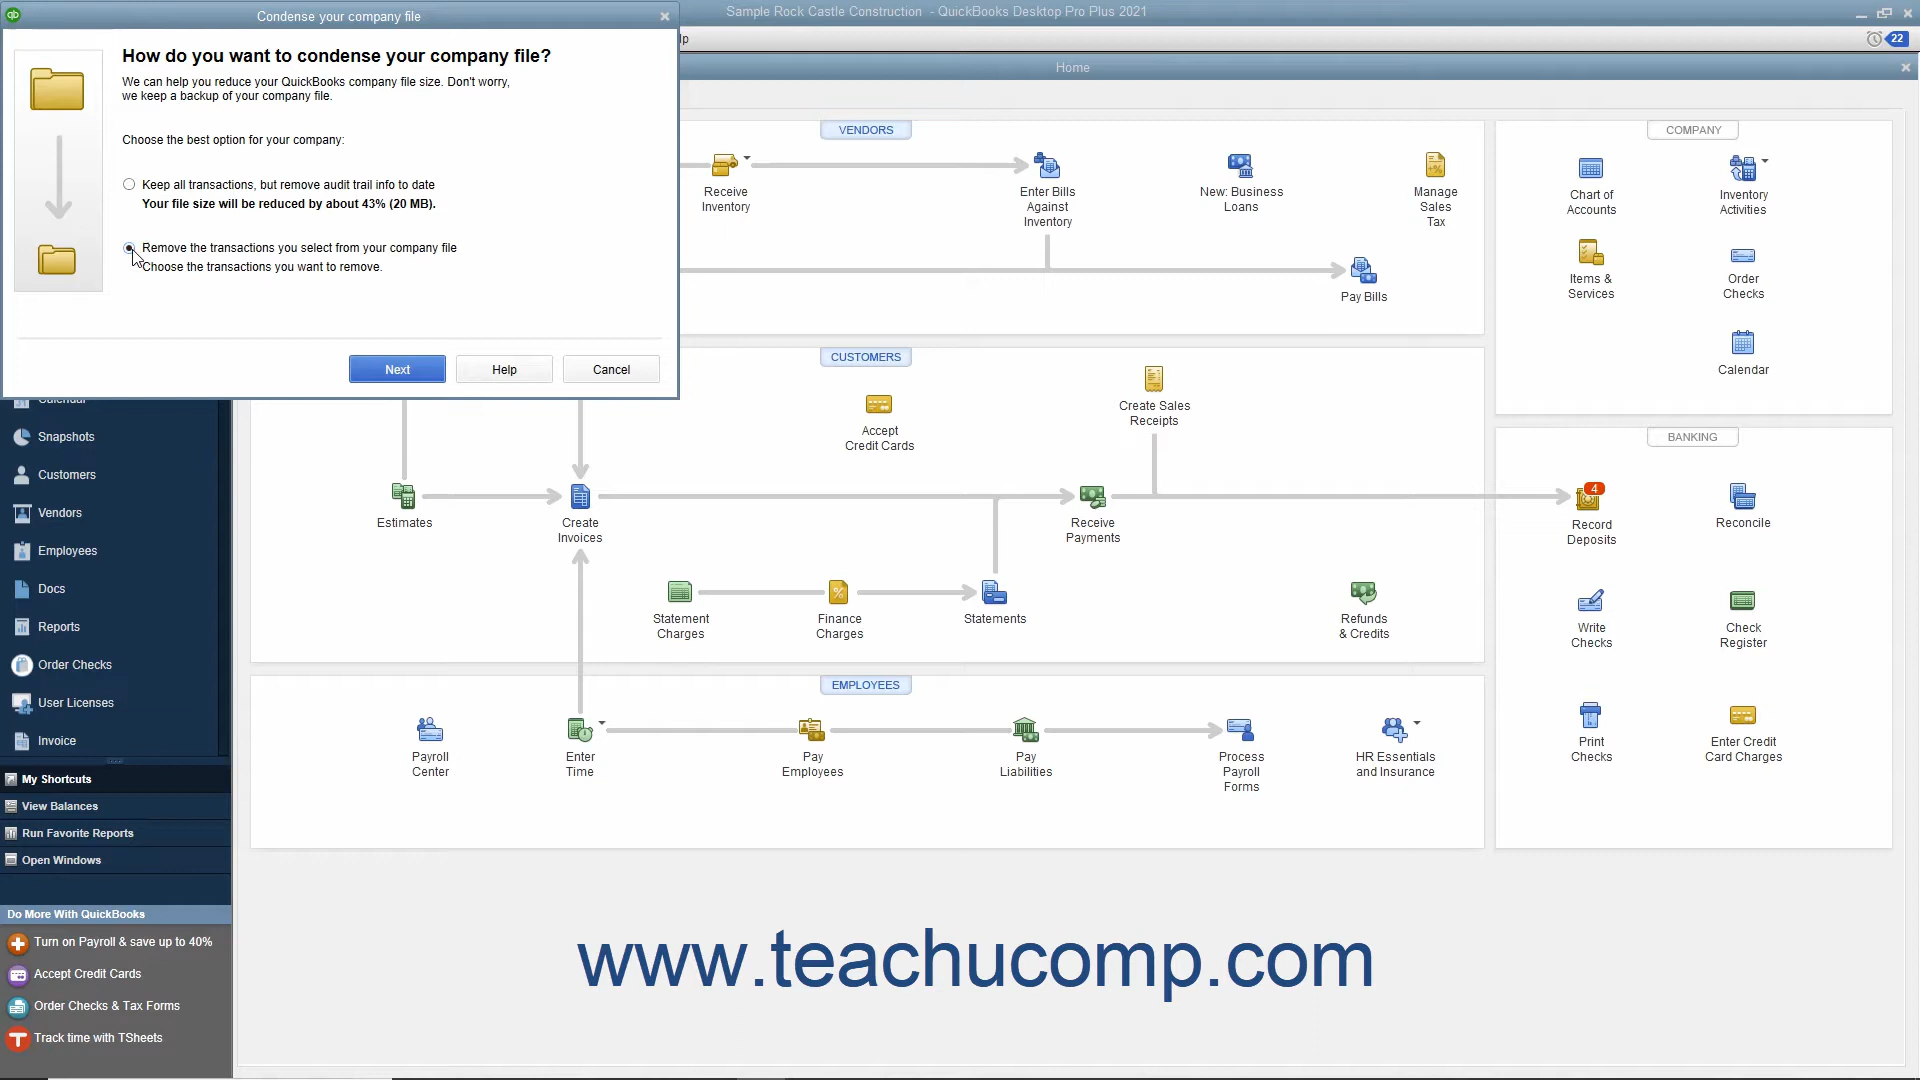 Condense your company file
Sample Rock Castle Construction - QuickBooks Desktop Pro Plus 2021
22
How do you want to condense your company file?
We can help you reduce your QuickBooks company file size. Don't worry,
we keep a backup of your company file.
Choose the best option for your company:
Keep all transactions, but remove audit trail info to date
Your file size will be reduced by about 43% (20 MB).
Remove the transactions you select from your company file
Choose the transactions you want to remove.
Next
Help
Cancel
Home
VENDORS
Receive
Inventory
Enter Bills
Against
Inventory
New: Business
Loans
Manage
Sales
Tax
Pay Bills
COMPANY
Chart of
Accounts
Inventory
Activities
Items &
Services
Order
Checks
Calendar
CUSTOMERS
Accept
Credit Cards
Create Sales
Receipts
Estimates
Create
Invoices
Receive
Payments
Statement
Charges
Finance
Charges
Statements
Refunds
& Credits
BANKING
4
Record
Deposits
Reconcile
Write
Checks
Check
Register
Print
Checks
Enter Credit
Card Charges
EMPLOYEES
Payroll
Center
Enter
Time
Pay
Employees
Pay
Liabilities
Process
Payroll
Forms
HR Essentials
and Insurance
Calendar
Snapshots
Customers
Vendors
Employees
Docs
Reports
Order Checks
User Licenses
Invoice
My Shortcuts
View Balances
Run Favorite Reports
Open Windows
Do More With QuickBooks
Turn on Payroll & save up to 40%
Accept Credit Cards
Order Checks & Tax Forms
Track time with TSheets
www.teachucomp.com